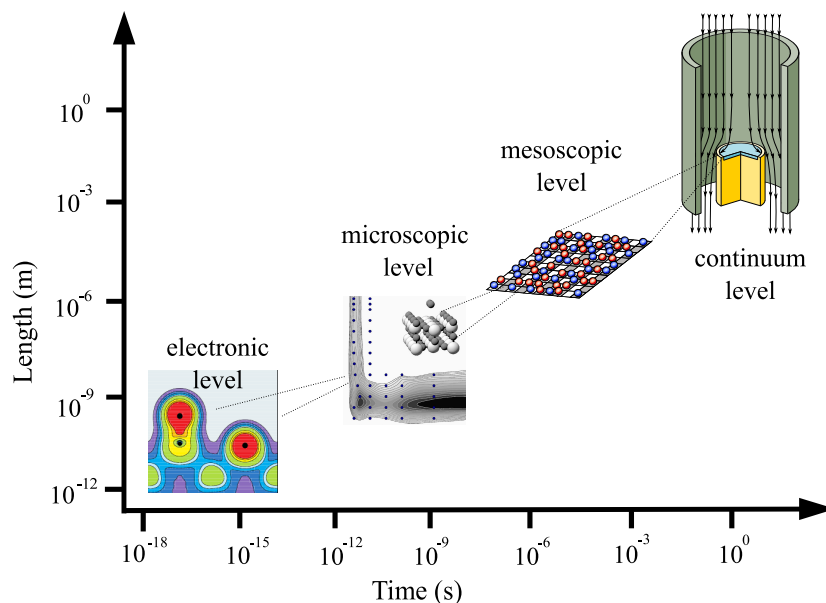 10^0
mesoscopic
level
10^-3
microscopic
level
continuum
level
Length (m)
10^-6
electronic
level
10^-9
10^-12
10^-18 10^-15 10^-12 10^-9 10^-6 10^-3 10^0
Time (s)